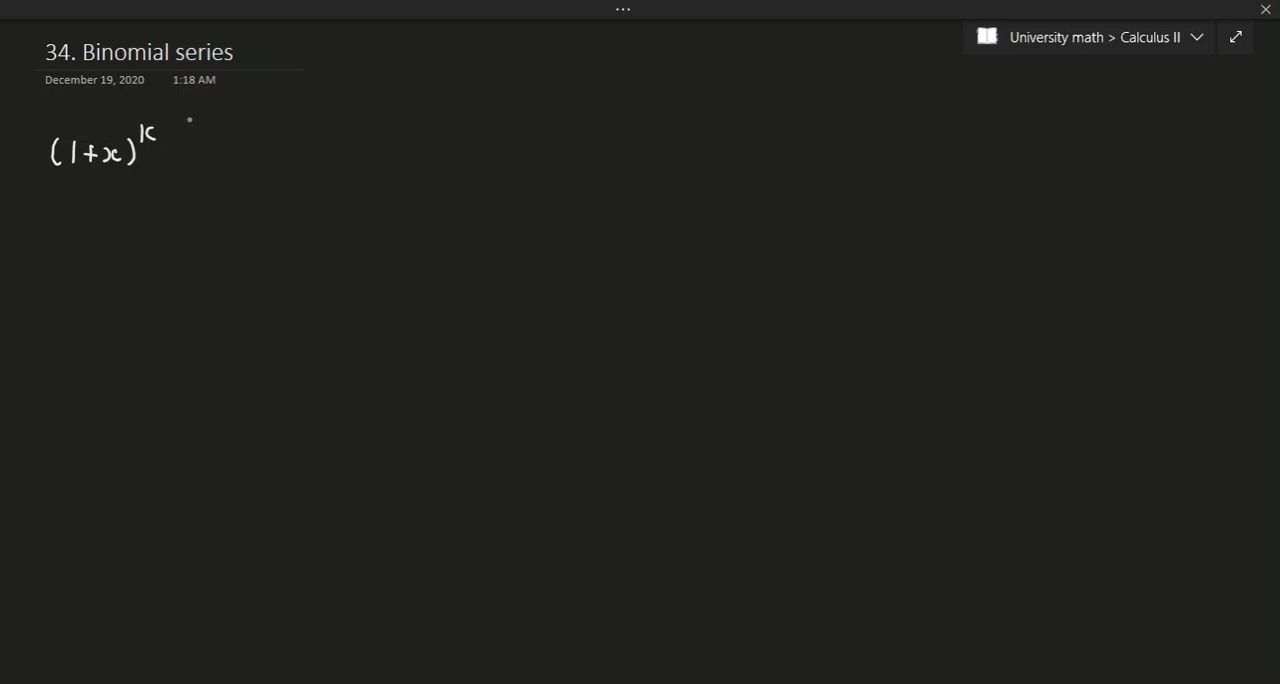 34. Binomial series
University math > Calculus II
December 19, 2020 1:18 AM
(1+x)^k